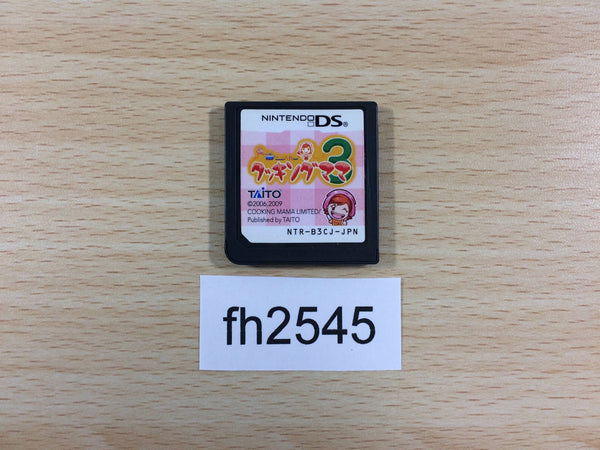 NINTENDO DS®
クッキングママ3
TAITO
©2006,2009
COOKING MAMA LIMITED/
Published by TAITO
NTR-B3CJ-JPN
fh2545